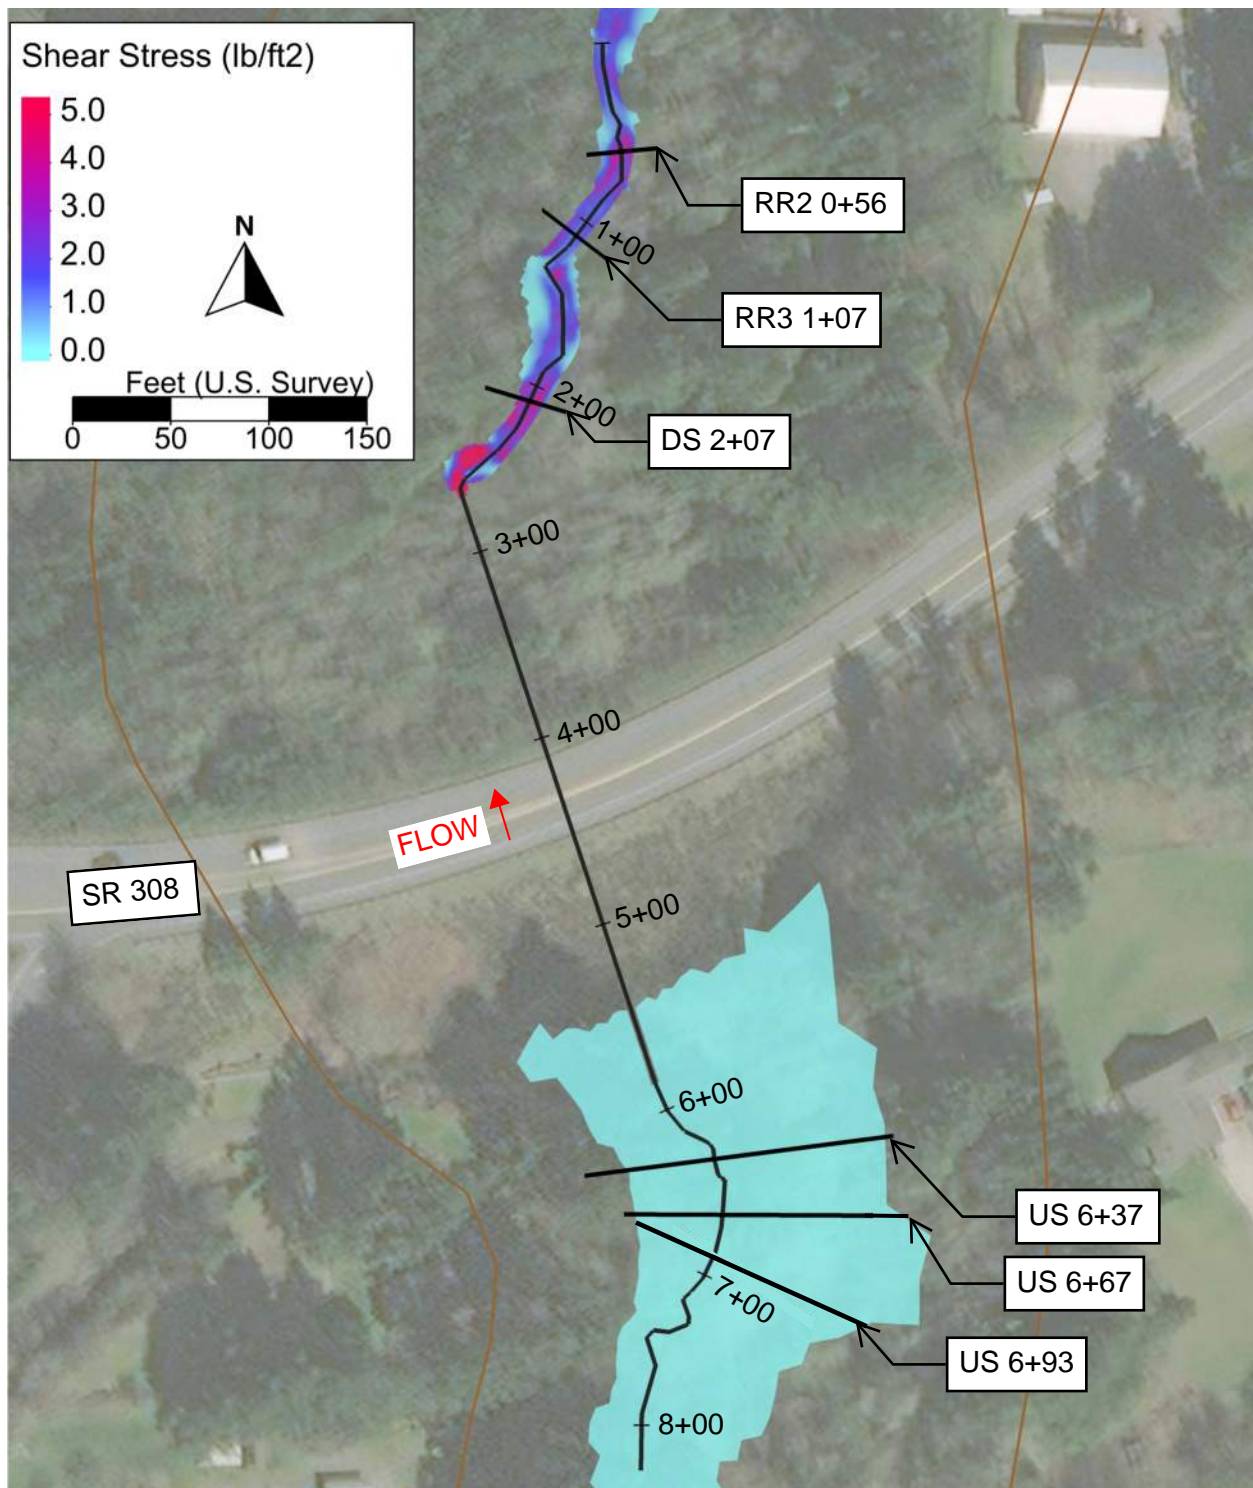 Shear Stress (lb/ft2)
5.0
4.0
3.0
2.0
1.0
0.0
N
Feet (U.S. Survey)
0 50 100 150
RR2 0+56
1+00
RR3 1+07
2+00
DS 2+07
3+00
4+00
FLOW
SR 308
5+00
6+00
US 6+37
US 6+67
7+00
US 6+93
8+00